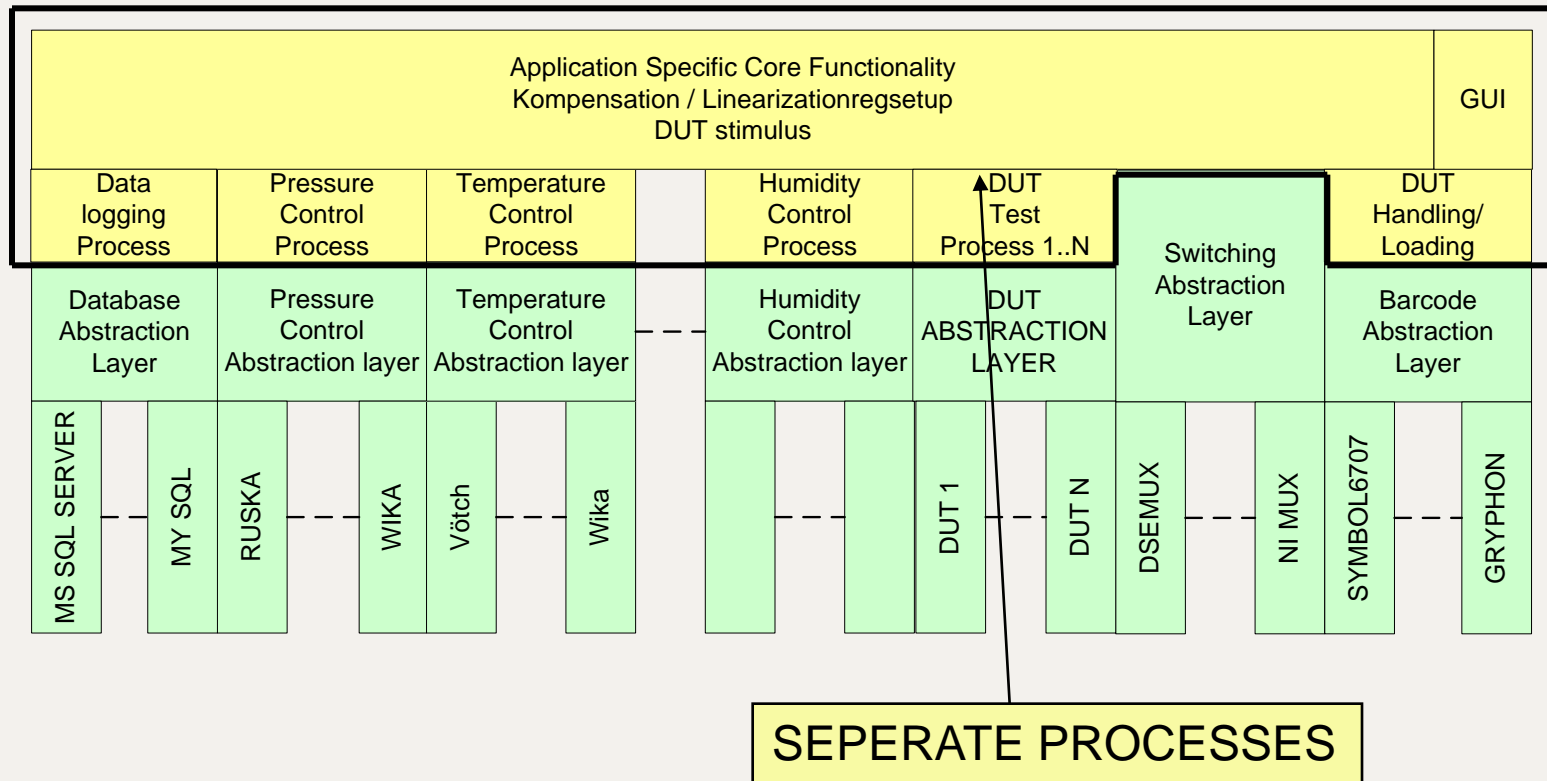 Application Specific Core Functionality
Kompensation / Linearizationregsetup
DUT stimulus
GUI
Data
logging
Process
Pressure
Control
Process
Temperature
Control
Process
Humidity
Control
Process
DUT
Test
Process 1..N
DUT
Handling/
Loading
Database
Abstraction
Layer
Pressure
Control
Abstraction layer
Temperature
Control
Abstraction layer
Humidity
Control
Abstraction layer
DUT
ABSTRACTION
LAYER
Switching
Abstraction
Layer
Barcode
Abstraction
Layer
MS SQL SERVER
MY SQL
RUSKA
WIKA
Vötch
Wika
DUT 1
DUT N
DSEMUX
NI MUX
SYMBOL6707
GRYPHON
SEPERATE PROCESSES